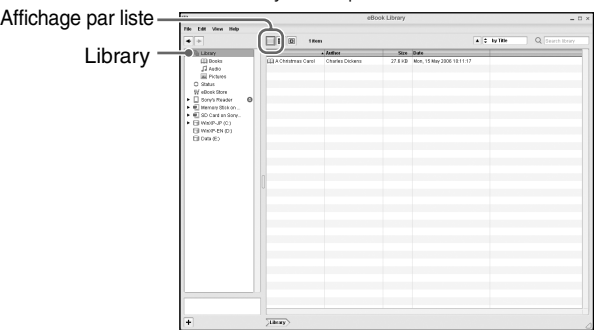 eBook Library
Affichage par liste
File Edit View Help
1 items
by Title
Search library
Library
Library
Author Size Date
Books
A Christmas Carol Charles Dickens 27.8 KB Mon, 15 May 2006 10:11:17
Audio
Pictures
Status
eBook Store
Sony's Reader
Memory Stick on...
SD Card on Sony...
WinXP-JP (C:)
WinXP-EN (D:)
Data (E:)
Library